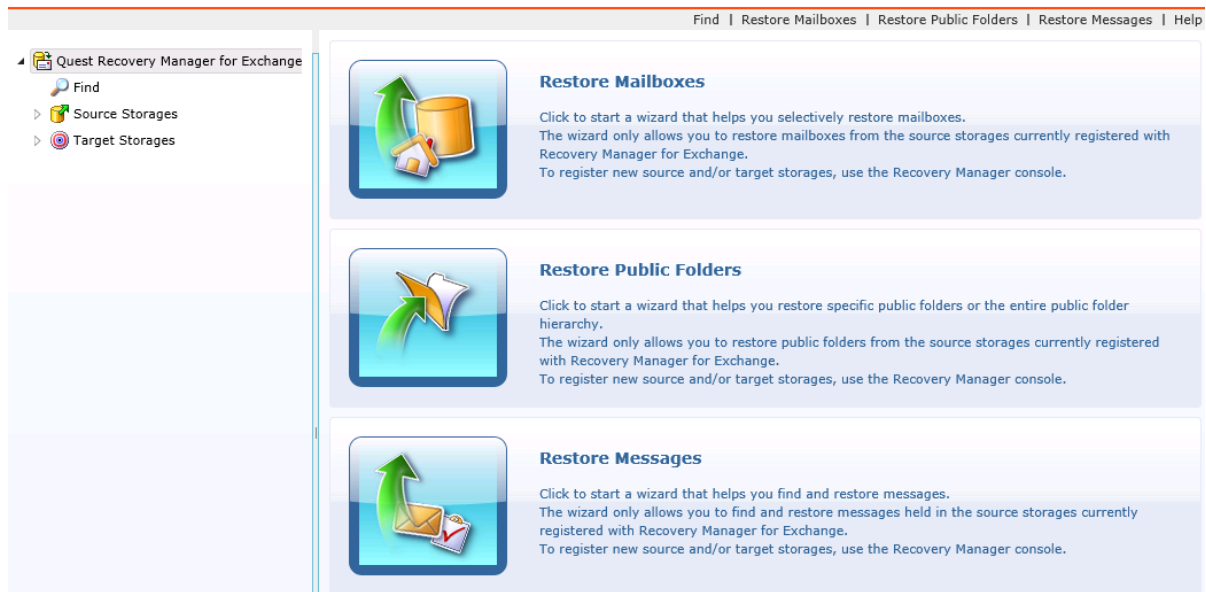 Find | Restore Mailboxes | Restore Public Folders | Restore Messages | Help
Quest Recovery Manager for Exchange
Find
Source Storages
Target Storages
Restore Mailboxes
Click to start a wizard that helps you selectively restore mailboxes.
The wizard only allows you to restore mailboxes from the source storages currently registered with
Recovery Manager for Exchange.
To register new source and/or target storages, use the Recovery Manager console.
Restore Public Folders
Click to start a wizard that helps you restore specific public folders or the entire public folder
hierarchy.
The wizard only allows you to restore public folders from the source storages currently registered
with Recovery Manager for Exchange.
To register new source and/or target storages, use the Recovery Manager console.
Restore Messages
Click to start a wizard that helps you find and restore messages.
The wizard only allows you to find and restore messages held in the source storages currently
registered with Recovery Manager for Exchange.
To register new source and/or target storages, use the Recovery Manager console.